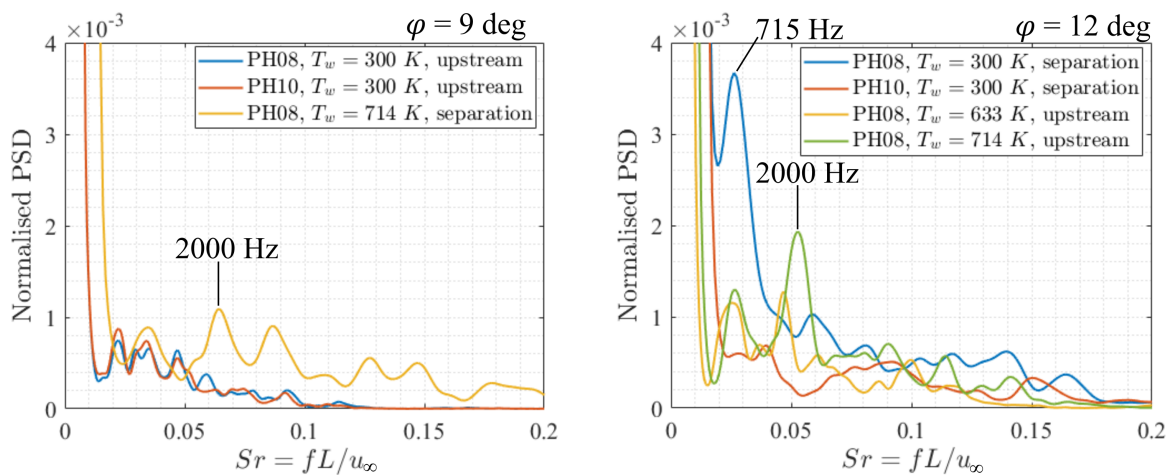 ×10⁻³
φ = 9 deg
PH08, T_w = 300 K, upstream
PH10, T_w = 300 K, upstream
PH08, T_w = 714 K, separation
2000 Hz
Normalised PSD
4
3
2
1
0
0
0.05
0.1
0.15
0.2
Sr = fL/u_∞
×10⁻³
715 Hz
φ = 12 deg
PH08, T_w = 300 K, separation
PH10, T_w = 300 K, separation
PH08, T_w = 633 K, upstream
PH08, T_w = 714 K, upstream
2000 Hz
Normalised PSD
4
3
2
1
0
0
0.05
0.1
0.15
0.2
Sr = fL/u_∞